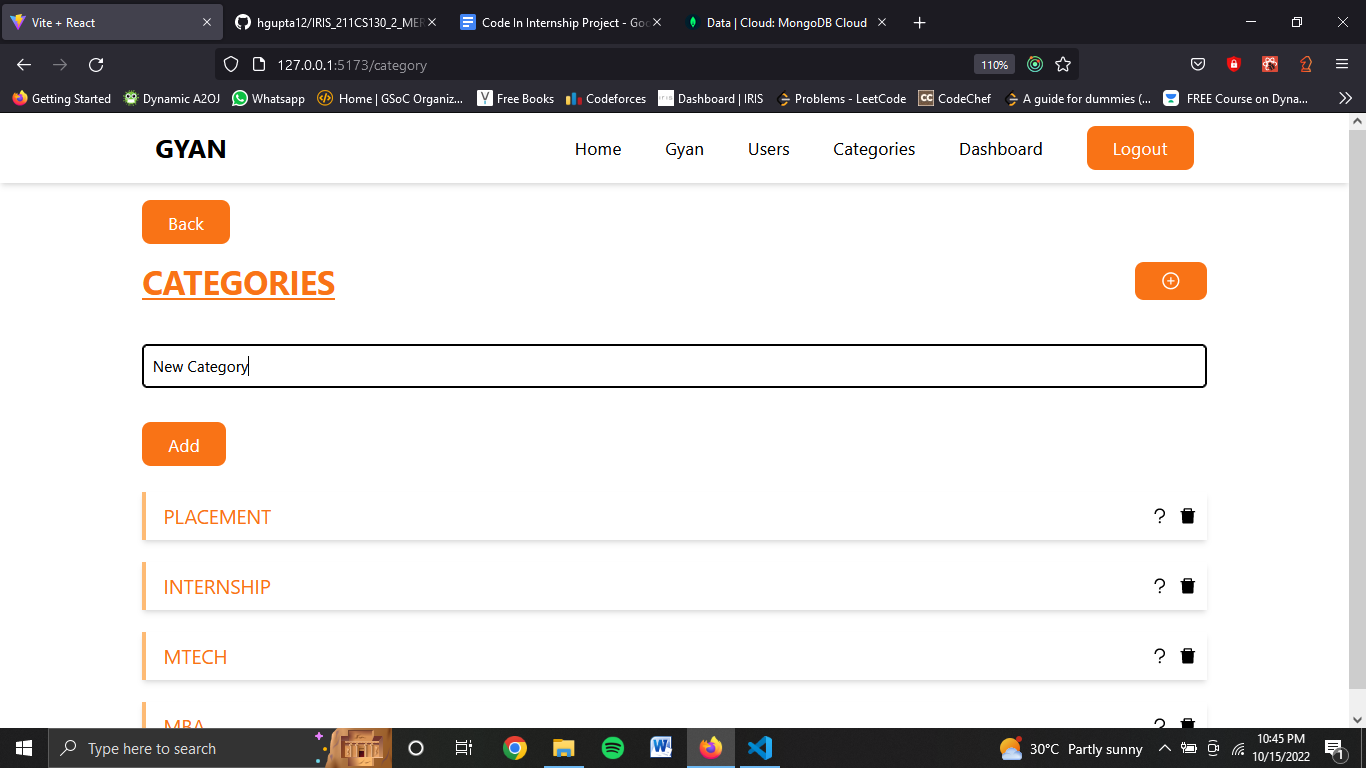 Vite + React
hgupta12/IRIS_211CS130_2_MER
Code In Internship Project - Goo
Data | Cloud: MongoDB Cloud
127.0.0.1:5173/category
110%
Getting Started
Dynamic A2OJ
Whatsapp
Home | GSoC Organiz...
Free Books
Codeforces
Dashboard | IRIS
Problems - LeetCode
CodeChef
A guide for dummies (...
FREE Course on Dyna...
GYAN
Home
Gyan
Users
Categories
Dashboard
Logout
Back
CATEGORIES
New Category
Add
PLACEMENT
?
INTERNSHIP
?
MTECH
?
MBA
?
Type here to search
30°C Partly sunny
10:45 PM
10/15/2022
1